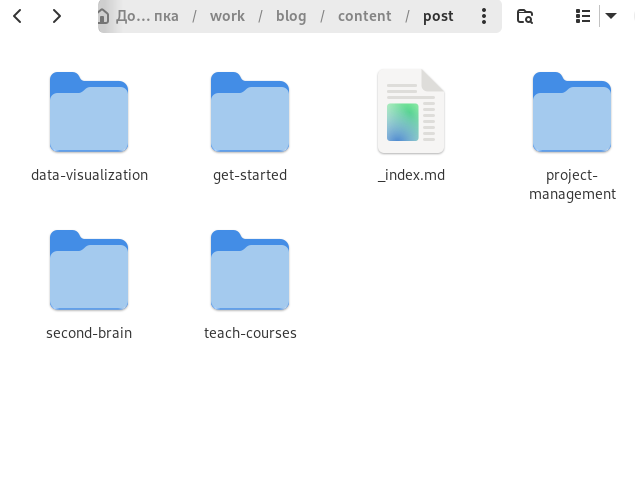 До... пка / work / blog / content / post
data-visualization
get-started
_index.md
project-
management
second-brain
teach-courses